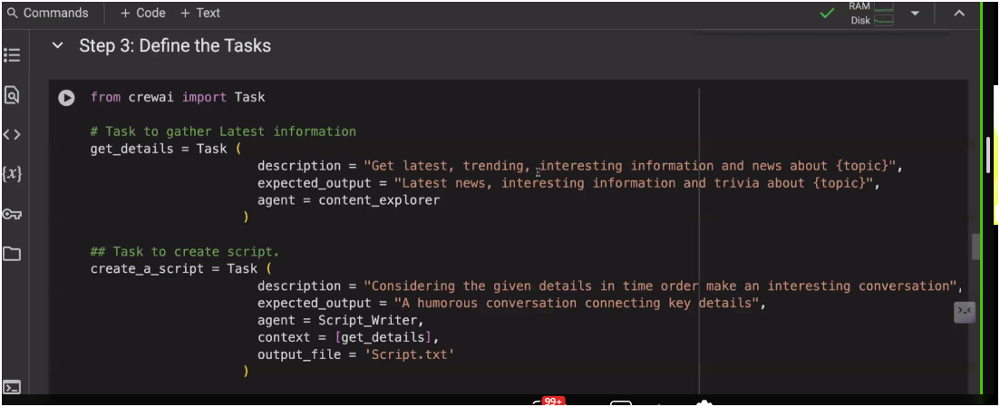 Commands + Code + Text RAM
Disk
Step 3: Define the Tasks
from crewai import Task
# Task to gather Latest information
get_details = Task (
description = "Get latest, trending, interesting information and news about {topic}",
expected_output = "Latest news, interesting information and trivia about {topic}",
agent = content_explorer
)
## Task to create script.
create_a_script = Task (
description = "Considering the given details in time order make an interesting conversation",
expected_output = "A humorous conversation connecting key details",
agent = Script_Writer,
context = [get_details],
output_file = 'Script.txt'
)
99+